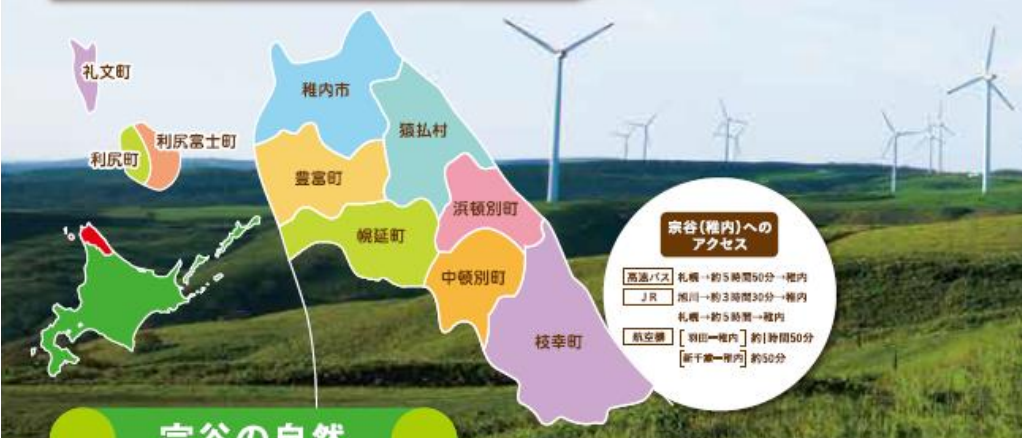 礼文町
利尻富士町
利尻町
稚内市
猿払村
豊富町
浜頓別町
幌延町
中頓別町
枝幸町
宗谷(稚内)への
アクセス
高速バス 札幌→約5時間50分→稚内
JR 旭川→約3時間30分→稚内
札幌→約5時間→稚内
航空機 [羽田ー稚内] 約1時間50分
[新千歳ー稚内] 約50分
宗谷の自然